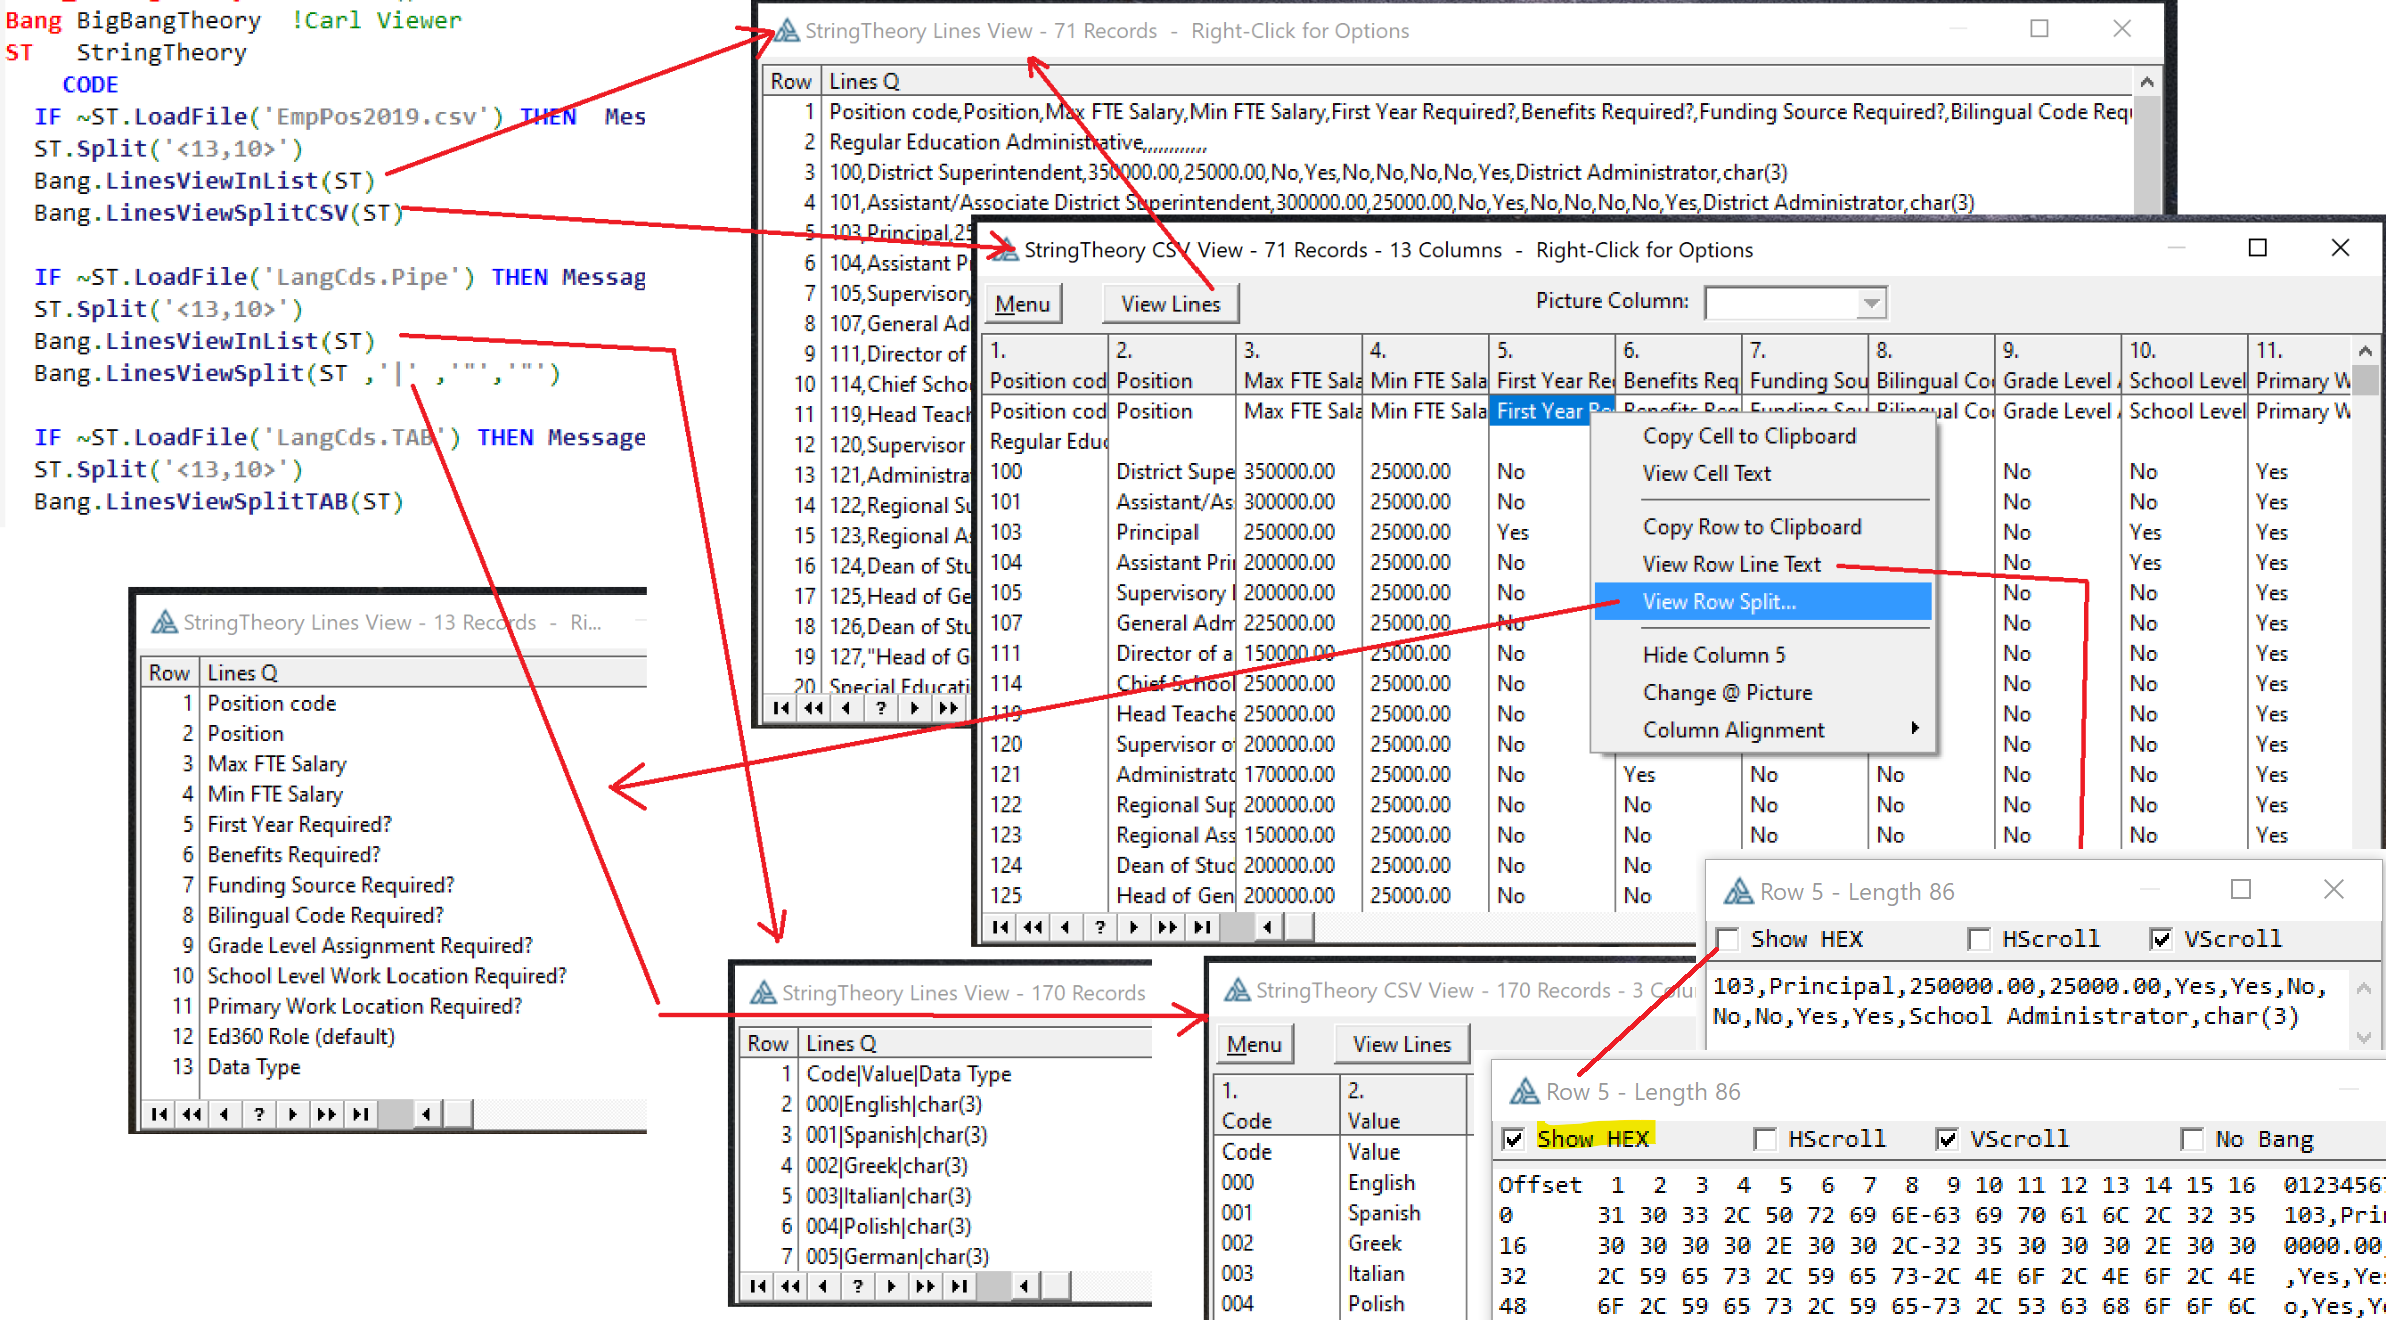 Bang BigBangTheory  !Carl Viewer
ST   StringTheory
CODE
IF ~ST.LoadFile('EmpPos2019.csv') THEN  Mes
ST.Split('<13,10>')
Bang.LinesViewInList(ST)
Bang.LinesViewSplitCSV(ST)
IF ~ST.LoadFile('LangCds.Pipe') THEN Messag
ST.Split('<13,10>')
Bang.LinesViewInList(ST)
Bang.LinesViewSplit(ST ,'|' ,'"','"')
IF ~ST.LoadFile('LangCds.TAB') THEN Message
ST.Split('<13,10>')
Bang.LinesViewSplitTAB(ST)
StringTheory Lines View - 71 Records  -  Right-Click for Options
Row Lines Q
1 Position code,Position,Max FTE Salary,Min FTE Salary,First Year Required?,Benefits Required?,Funding Source Required?,Bilingual Code Req
2 Regular Education Administrative,,,,,,,,,,,,
3 100,District Superintendent,350000.00,25000.00,No,Yes,No,No,No,No,Yes,District Administrator,char(3)
4 101,Assistant/Associate District Superintendent,300000.00,25000.00,No,Yes,No,No,No,No,Yes,District Administrator,char(3)
5 103,Principal,25
6 104,Assistant P
7 105,Supervisory
8 107,General Ad
9 111,Director of
10 114,Chief Scho
11 119,Head Teach
12 120,Supervisor
13 121,Administra
14 122,Regional Su
15 123,Regional As
16 124,Dean of Stu
17 125,Head of Ge
18 126,Dean of Stu
19 127,"Head of G
20 Special Educati
?
StringTheory CSV View - 71 Records - 13 Columns  -  Right-Click for Options
Menu View Lines Picture Column:
1. 2. 3. 4. 5. 6. 7. 8. 9. 10. 11.
Position cod Position Max FTE Sala Min FTE Sala First Year Re Benefits Req Funding Sou Bilingual Co Grade Level School Level Primary W
Position cod Position Max FTE Sala Min FTE Sala First Year Re Benefits Req Funding Sou Bilingual Co Grade Level School Level Primary W
Regular Educ
100 District Supe 350000.00 25000.00 No No No Yes
101 Assistant/As 300000.00 25000.00 No No No Yes
103 Principal 250000.00 25000.00 Yes No Yes Yes
104 Assistant Pri 200000.00 25000.00 No No Yes Yes
105 Supervisory 200000.00 25000.00 No No No Yes
107 General Adm 225000.00 25000.00 No No No Yes
111 Director of a 150000.00 25000.00 No No No Yes
114 Chief School 250000.00 25000.00 No No No Yes
119 Head Teache 250000.00 25000.00 No No No Yes
120 Supervisor of 200000.00 25000.00 No No No Yes
121 Administrato 170000.00 25000.00 No Yes No No No No Yes
122 Regional Sup 200000.00 25000.00 No No No No No No Yes
123 Regional Ass 150000.00 25000.00 No No No No No No Yes
124 Dean of Stud 200000.00 25000.00 No No
125 Head of Gen 200000.00 25000.00 No No
?
Copy Cell to Clipboard
View Cell Text
Copy Row to Clipboard
View Row Line Text
View Row Split...
Hide Column 5
Change @ Picture
Column Alignment
StringTheory Lines View - 13 Records  -  Ri...
Row Lines Q
1 Position code
2 Position
3 Max FTE Salary
4 Min FTE Salary
5 First Year Required?
6 Benefits Required?
7 Funding Source Required?
8 Bilingual Code Required?
9 Grade Level Assignment Required?
10 School Level Work Location Required?
11 Primary Work Location Required?
12 Ed360 Role (default)
13 Data Type
?
StringTheory Lines View - 170 Records
Row Lines Q
1 Code|Value|Data Type
2 000|English|char(3)
3 001|Spanish|char(3)
4 002|Greek|char(3)
5 003|Italian|char(3)
6 004|Polish|char(3)
7 005|German|char(3)
?
StringTheory CSV View - 170 Records - 3 Colu
Menu View Lines
1. 2.
Code Value
Code Value
000 English
001 Spanish
002 Greek
003 Italian
004 Polish
Row 5 - Length 86
Show HEX HScroll VScroll
103,Principal,250000.00,25000.00,Yes,Yes,No,
No,No,Yes,Yes,School Administrator,char(3)
Row 5 - Length 86
Show HEX HScroll VScroll No Bang
Offset 1 2 3 4 5 6 7 8 9 10 11 12 13 14 15 16 01234567
0 31 30 33 2C 50 72 69 6E-63 69 70 61 6C 2C 32 35 103,Pri
16 30 30 30 30 2E 30 30 2C-32 35 30 30 30 2E 30 30 0000.00,
32 2C 59 65 73 2C 59 65 73-2C 4E 6F 2C 4E 6F 2C 4E ,Yes,Ye
48 6F 2C 59 65 73 2C 59 65-73 2C 53 63 68 6F 6F 6C o,Yes,Y